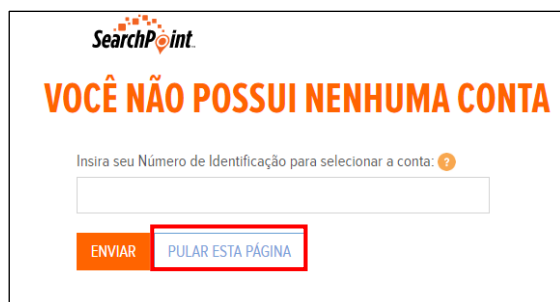 SearchPoint
VOCÊ NÃO POSSUI NENHUMA CONTA
Insira seu Número de Identificação para selecionar a conta: ?
ENVIAR PULAR ESTA PÁGINA